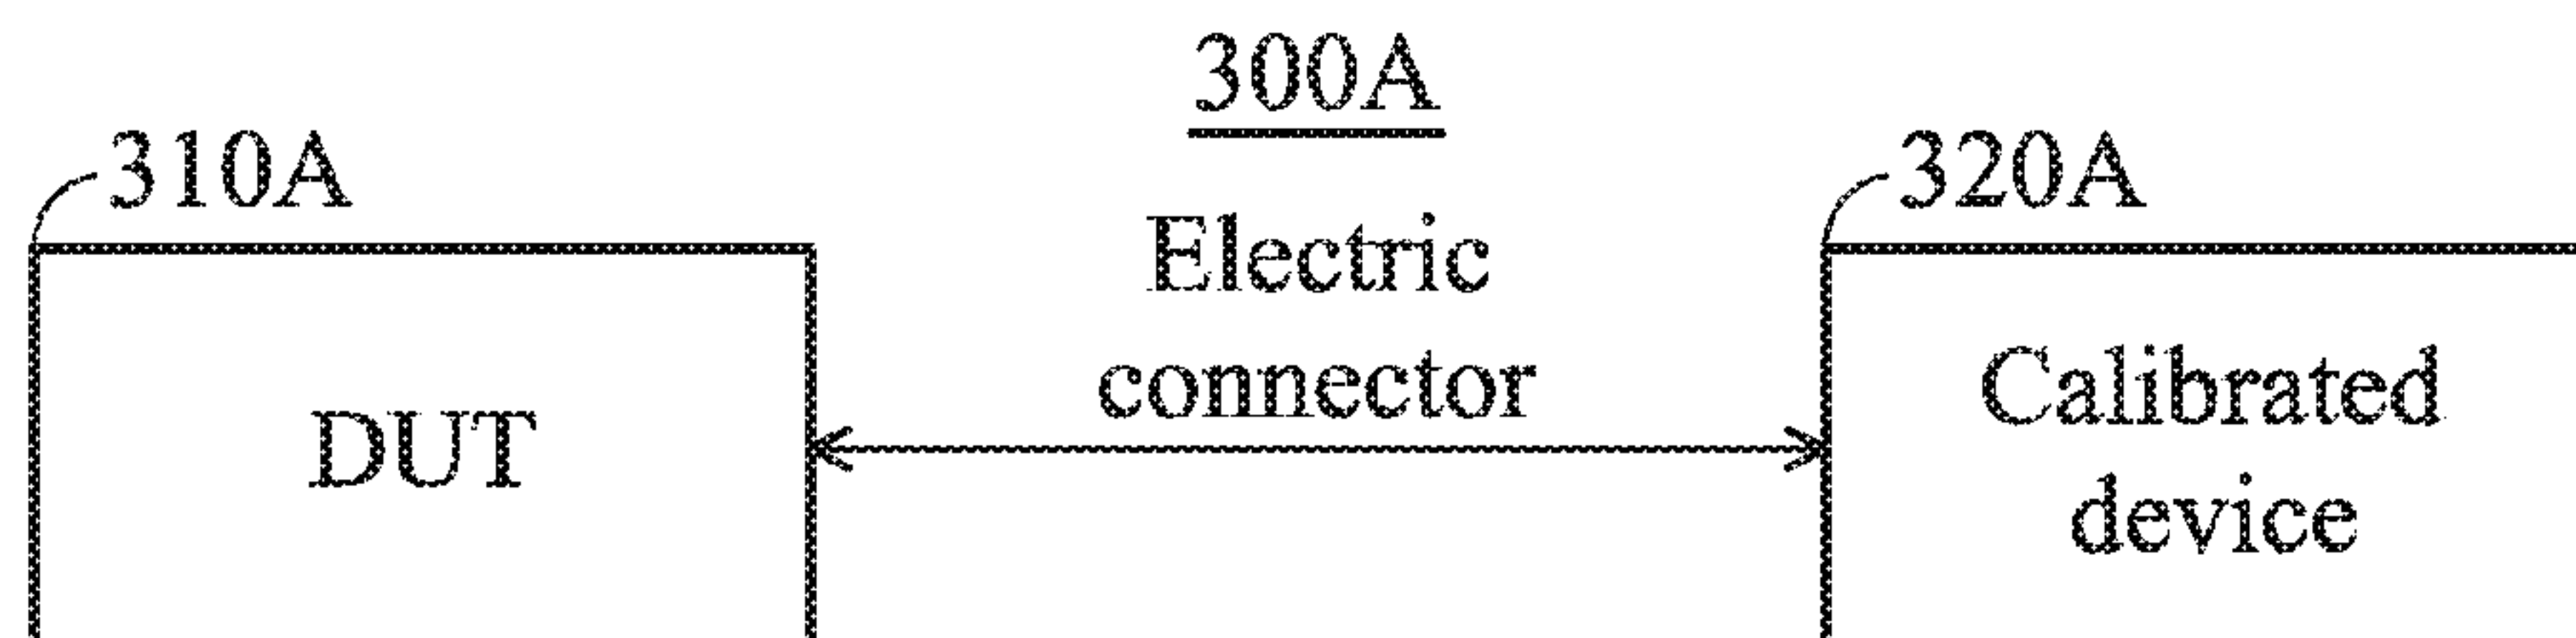 300A
310A
320A
Electric
connector
DUT
Calibrated
device